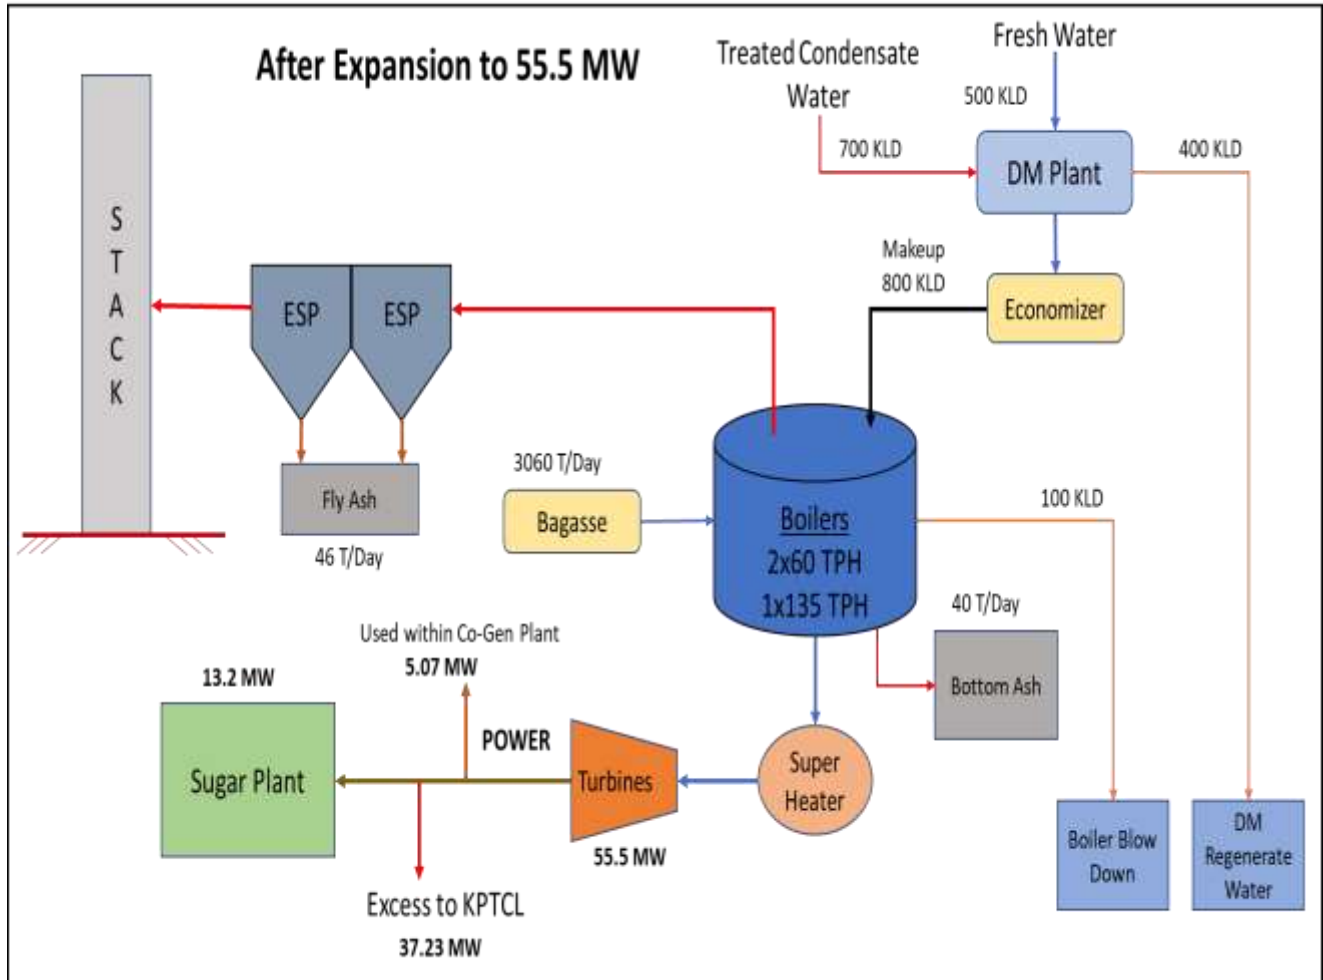 After Expansion to 55.5 MW
Treated Condensate
Water
Fresh Water
500 KLD
700 KLD
DM Plant
400 KLD
Makeup
800 KLD
Economizer
S
T
A
C
K
ESP
ESP
Fly Ash
46 T/Day
3060 T/Day
Bagasse
Boilers
2x60 TPH
1x135 TPH
100 KLD
40 T/Day
Bottom Ash
Used within Co-Gen Plant
5.07 MW
13.2 MW
Sugar Plant
POWER
Turbines
55.5 MW
Super
Heater
Excess to KPTCL
37.23 MW
Boiler Blow
Down
DM
Regenerate
Water